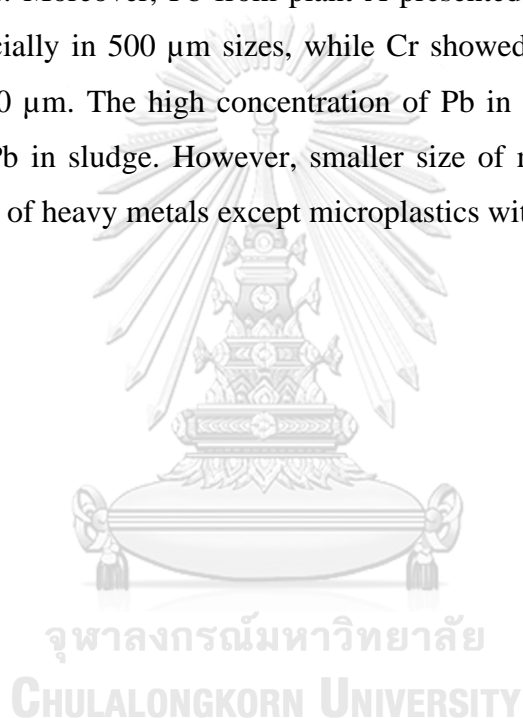 . Moreover, Pb from plant A presented
cially in 500 µm sizes, while Cr showed
0 µm. The high concentration of Pb in
Pb in sludge. However, smaller size of
of heavy metals except microplastics
จุฬาลงกรณ์มหาวิทยาลัย
CHULALONGKORN UNIVERSITY